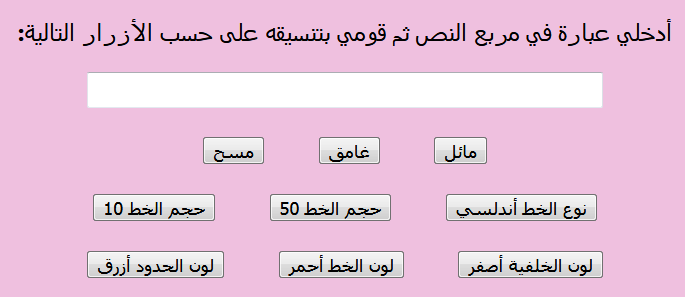 أدخلي عبارة في مربع النص ثم قومي بتنسيقه على حسب الأزرار التالية:
مائل غامق مسح
نوع الخط أندلسي حجم الخط 50 حجم الخط 10
لون الخلفية أصفر لون الخط أحمر لون الحدود أزرق